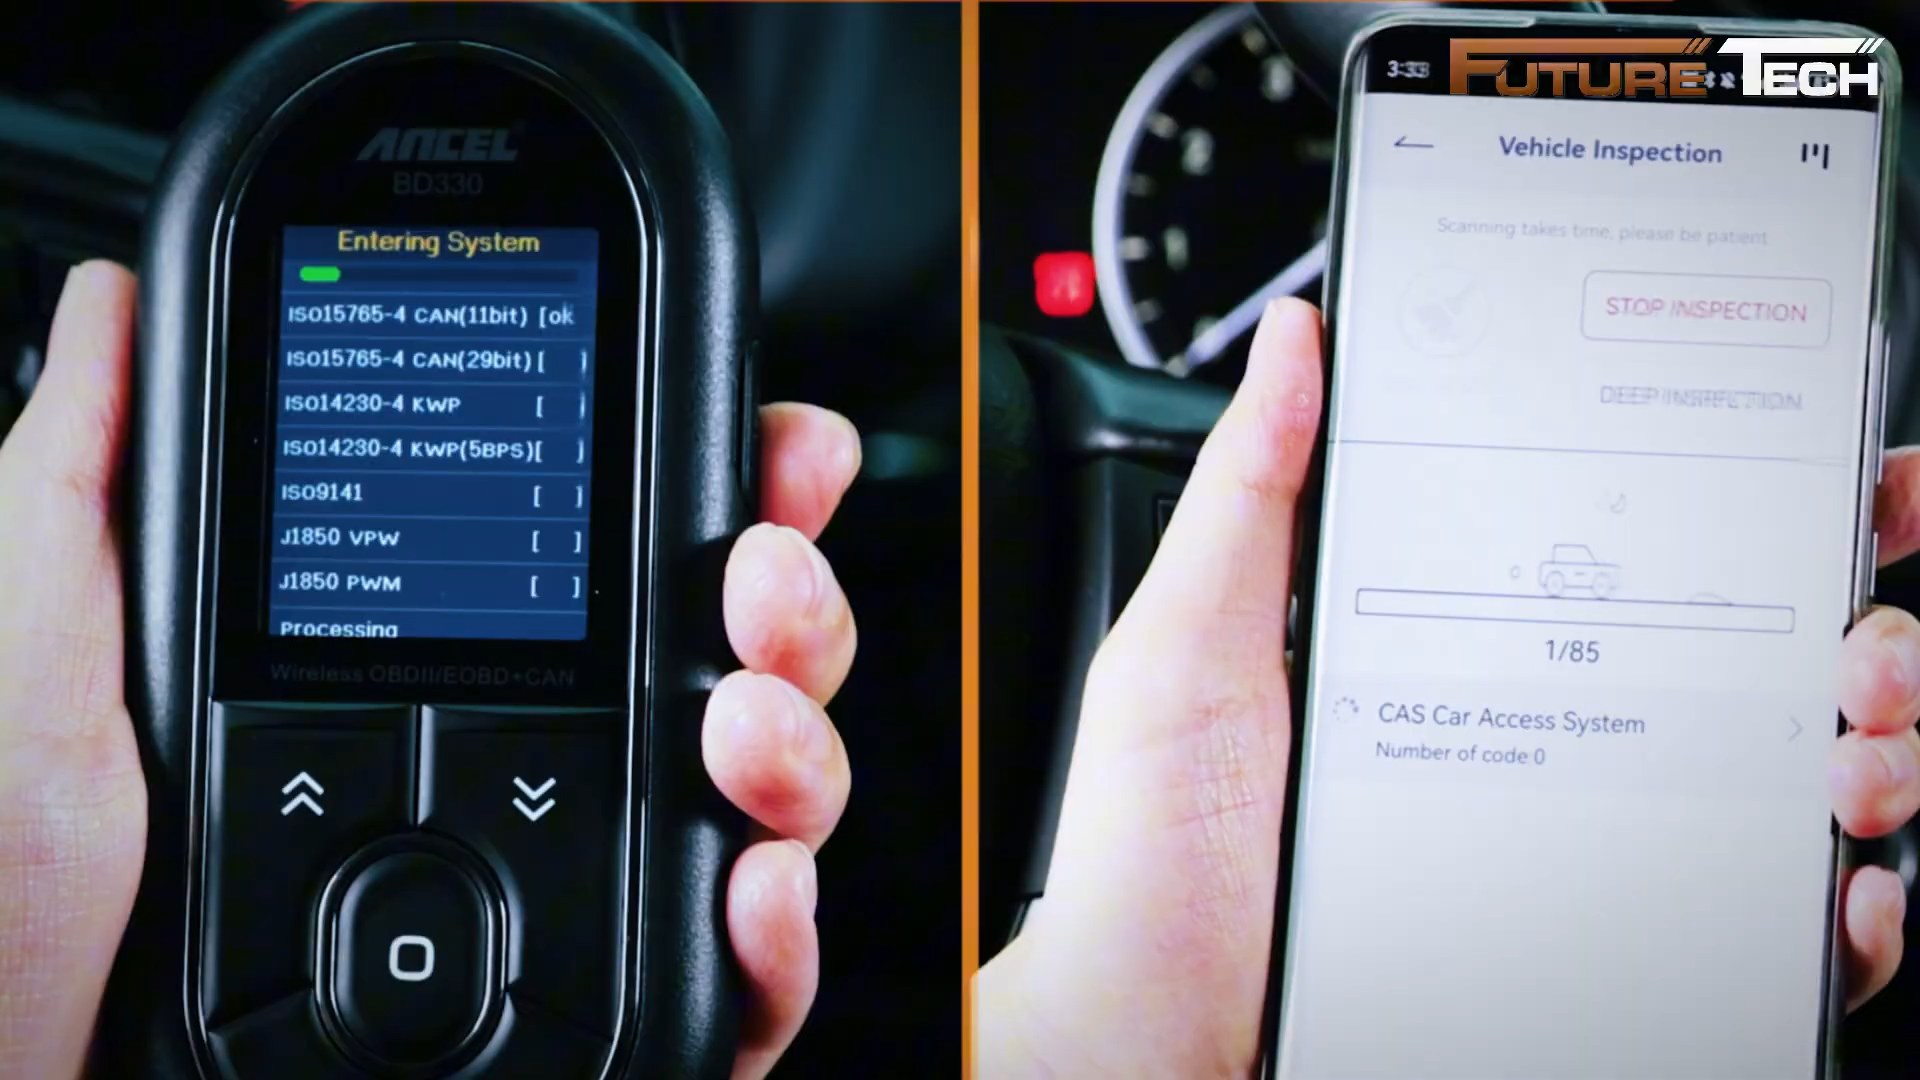 ANCEL
BD330
Entering System
ISO15765-4 CAN(11bit) [ok
ISO15765-4 CAN(29bit) [ ]
ISO14230-4 KWP [ ]
ISO14230-4 KWP(5BPS)[ ]
ISO9141 [ ]
J1850 VPW [ ]
J1850 PWM [ ]
Processing
Wireless OBDII/EOBD+CAN
FUTURE TECH
3:33
Vehicle Inspection
Scanning takes time, please be patient
STOP INSPECTION
DEEP INSPECTION
1/85
CAS Car Access System
Number of code:0
2
1